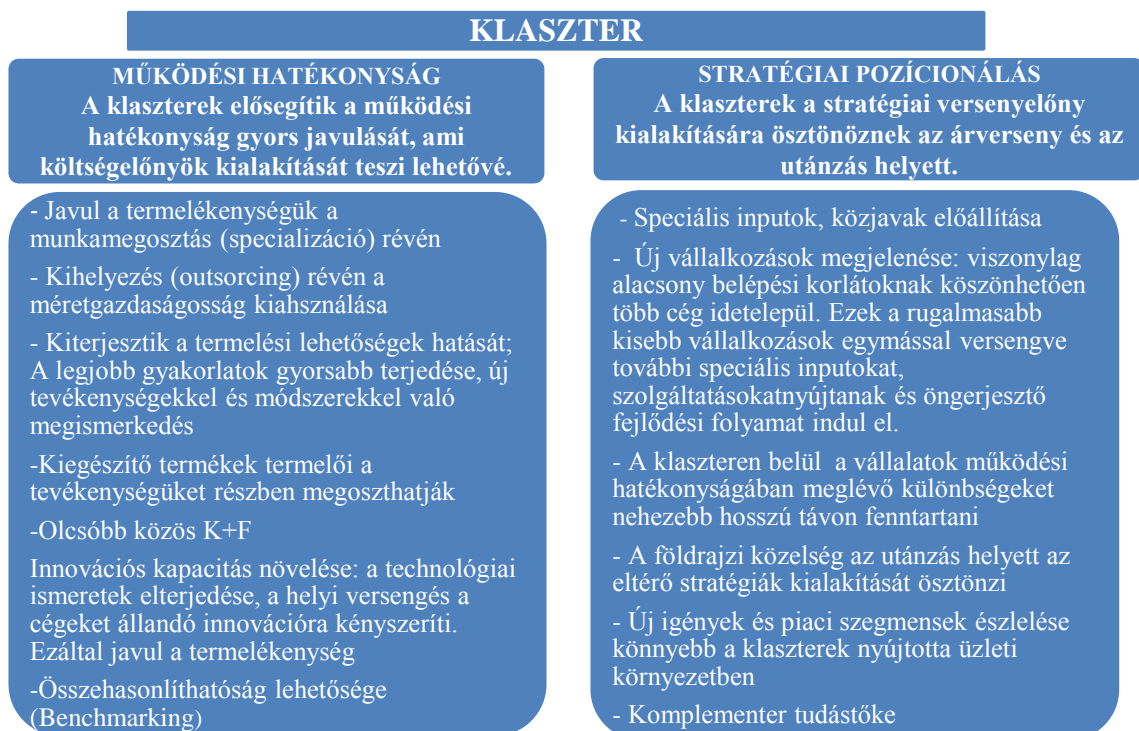 KLASZTER
MŰKÖDÉSI HATÉKONYSÁG
A klaszterek elősegítik a működési
hatékonyság gyors javulását, ami
költségelőnyök kialakítását teszi lehetővé.
- Javul a termelékenységük a
munkamegosztás (specializáció) révén
- Kihelyezés (outsorcing) révén a
méretgazdaságosság kiahsználása
- Kiterjesztik a termelési lehetőségek hatását;
A legjobb gyakorlatok gyorsabb terjedése, új
tevékenységekkel és módszerekkel való
megismerkedés
-Kiegészítő termékek termelői a
tevékenységüket részben megoszthatják
-Olcsóbb közös K+F
Innovációs kapacitás növelése: a technológiai
ismeretek elterjedése, a helyi versengés a
cégeket állandó innovációra kényszeríti.
Ezáltal javul a termelékenység
-Összehasonlíthatóság lehetősége
(Benchmarking)
STRATÉGIAI POZÍCIONÁLÁS
A klaszterek a stratégiai versenyelőny
kialakítására ösztönöznek az árverseny és az
utánzás helyett.
- Speciális inputok, közjavak előállítása
- Új vállalkozások megjelenése: viszonylag
alacsony belépési korlátoknak köszönhetően
több cég idetelepül. Ezek a rugalmasabb
kisebb vállalkozások egymással versengve
további speciális inputokat,
szolgáltatásokatnyújtanak és öngerjesztő
fejlődési folyamat indul el.
- A klaszteren belül a vállalatok működési
hatékonyságában meglévő különbségeket
nehezebb hosszú távon fenntartani
- A földrajzi közelség az utánzás helyett az
eltérő stratégiák kialakítását ösztönzi
- Új igények és piaci szegmensek észlelése
könnyebb a klaszterek nyújtotta üzleti
környezetben
- Komplementer tudástőke